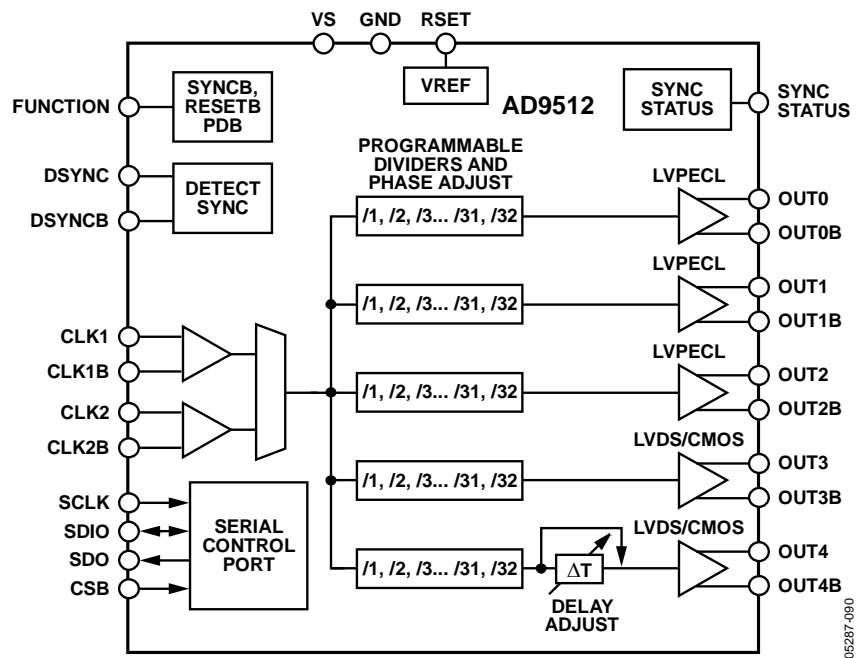 VS GND RSET
VREF
AD9512
FUNCTION
SYNCB,
RESETB
PDB
SYNC
STATUS
SYNC
STATUS
DSYNC
DSYNCB
DETECT
SYNC
PROGRAMMABLE
DIVIDERS AND
PHASE ADJUST
/1, /2, /3... /31, /32
LVPECL
OUT0
OUT0B
/1, /2, /3... /31, /32
LVPECL
OUT1
OUT1B
CLK1
CLK1B
CLK2
CLK2B
/1, /2, /3... /31, /32
LVPECL
OUT2
OUT2B
/1, /2, /3... /31, /32
LVDS/CMOS
OUT3
OUT3B
SCLK
SDIO
SDO
CSB
SERIAL
CONTROL
PORT
/1, /2, /3... /31, /32
ΔT
DELAY
ADJUST
LVDS/CMOS
OUT4
OUT4B
05287-090